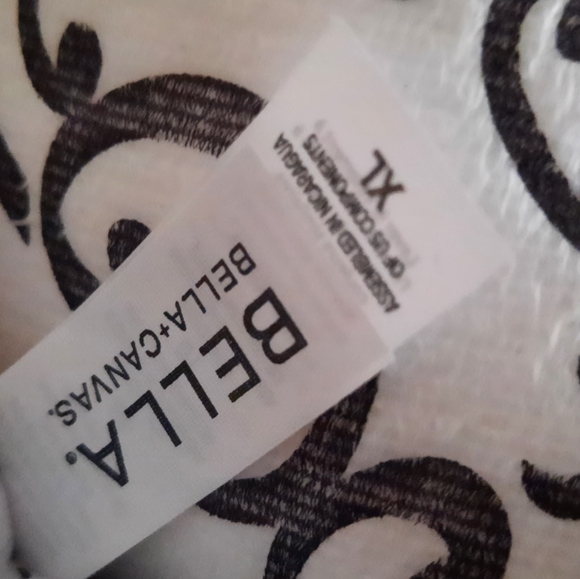 BELLA.
BELLA+CANVAS.
XL
ASSEMBLED IN NICARAGUA
OF US COMPONENTS